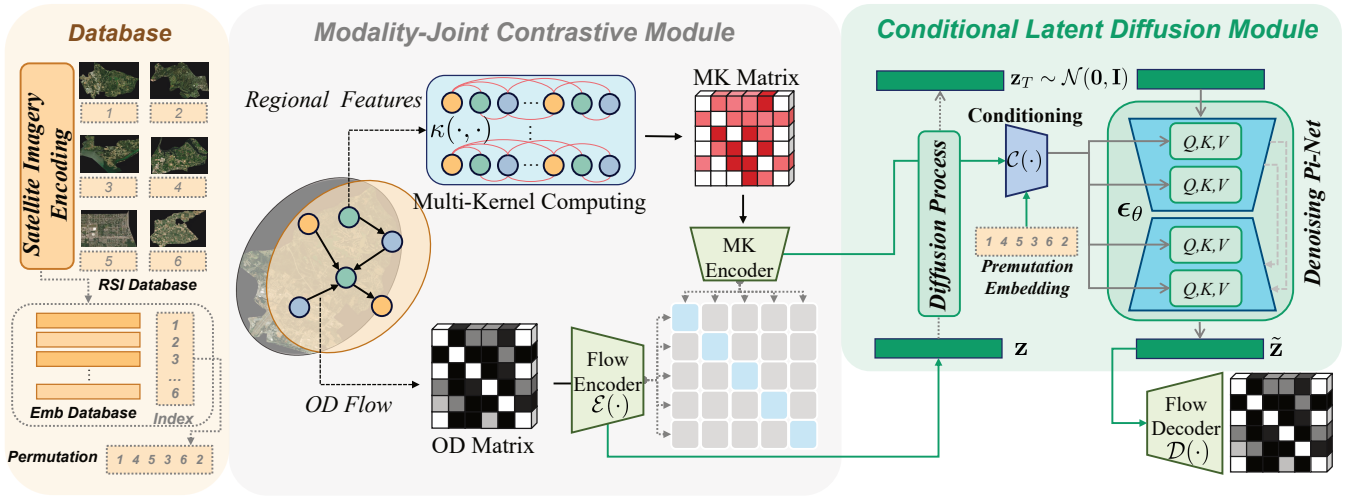 Database
Satellite Imagery
Encoding
1
2
3
4
5
6
RSI Database
1
2
3
...
6
Emb Database
Index
Permutation
1 4 5 3 6 2
Modality-Joint Contrastive Module
Regional Features
κ(·,·)
Multi-Kernel Computing
MK Matrix
MK
Encoder
OD Flow
OD Matrix
Flow
Encoder
ℰ(·)
Conditional Latent Diffusion Module
z_T ∼ 𝒩(0, I)
Diffusion Process
z
Conditioning
𝒞(·)
1 4 5 3 6 2
Premutation
Embedding
Q,K,V
Q,K,V
ϵ_θ
Q,K,V
Q,K,V
Denoising Pi-Net
z̃
Flow
Decoder
𝒟(·)